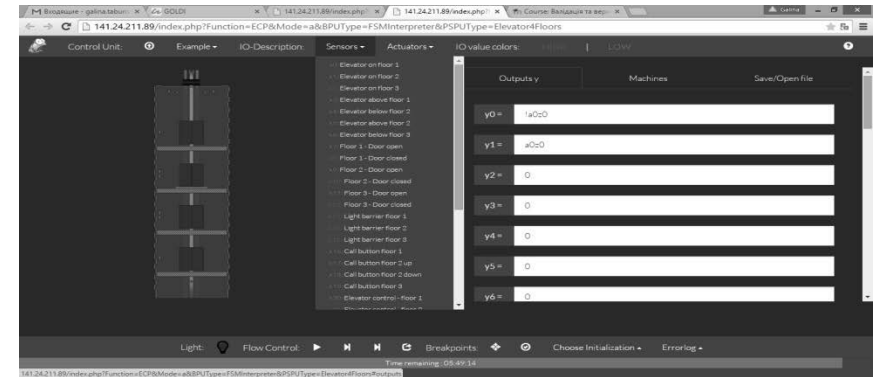 M Входящие - galina.tabun
GOLDI
141.24.211.89/index.php?
141.24.211.89/index.php?
Course: Валідація та вер
141.24.211.89/index.php?Function=ECP&Mode=a&BPUType=FSMInterpreter&PSPUType=Elevator4Floors
Control Unit: Example IO-Description: Sensors Actuators IO value colors: | LOW
Elevator on floor 1
Elevator on floor 2
Elevator on floor 3
Elevator above floor 1
Elevator below floor 2
Elevator above floor 2
Elevator below floor 3
Floor 1 - Door open
Floor 1 - Door closed
Floor 2 - Door open
Floor 2 - Door closed
Floor 3 - Door open
Floor 3 - Door closed
Light barrier floor 1
Light barrier floor 2
Light barrier floor 3
Call button floor 1
Call button floor 2 up
Call button floor 2 down
Call button floor 3
Elevator control - floor 1
Elevator control - floor 2
Outputs y Machines Save/Open file
y0 = !a0z0
y1 = a0z0
y2 = 0
y3 = 0
y4 = 0
y5 = 0
y6 = 0
Light: Flow Control: Breakpoints: Choose Initialization Errorlog
Time remaining : 05:49:14
141.24.211.89/index.php?Function=ECP&Mode=a&BPUType=FSMInterpreter&PSPUType=Elevator4Floors#outputs